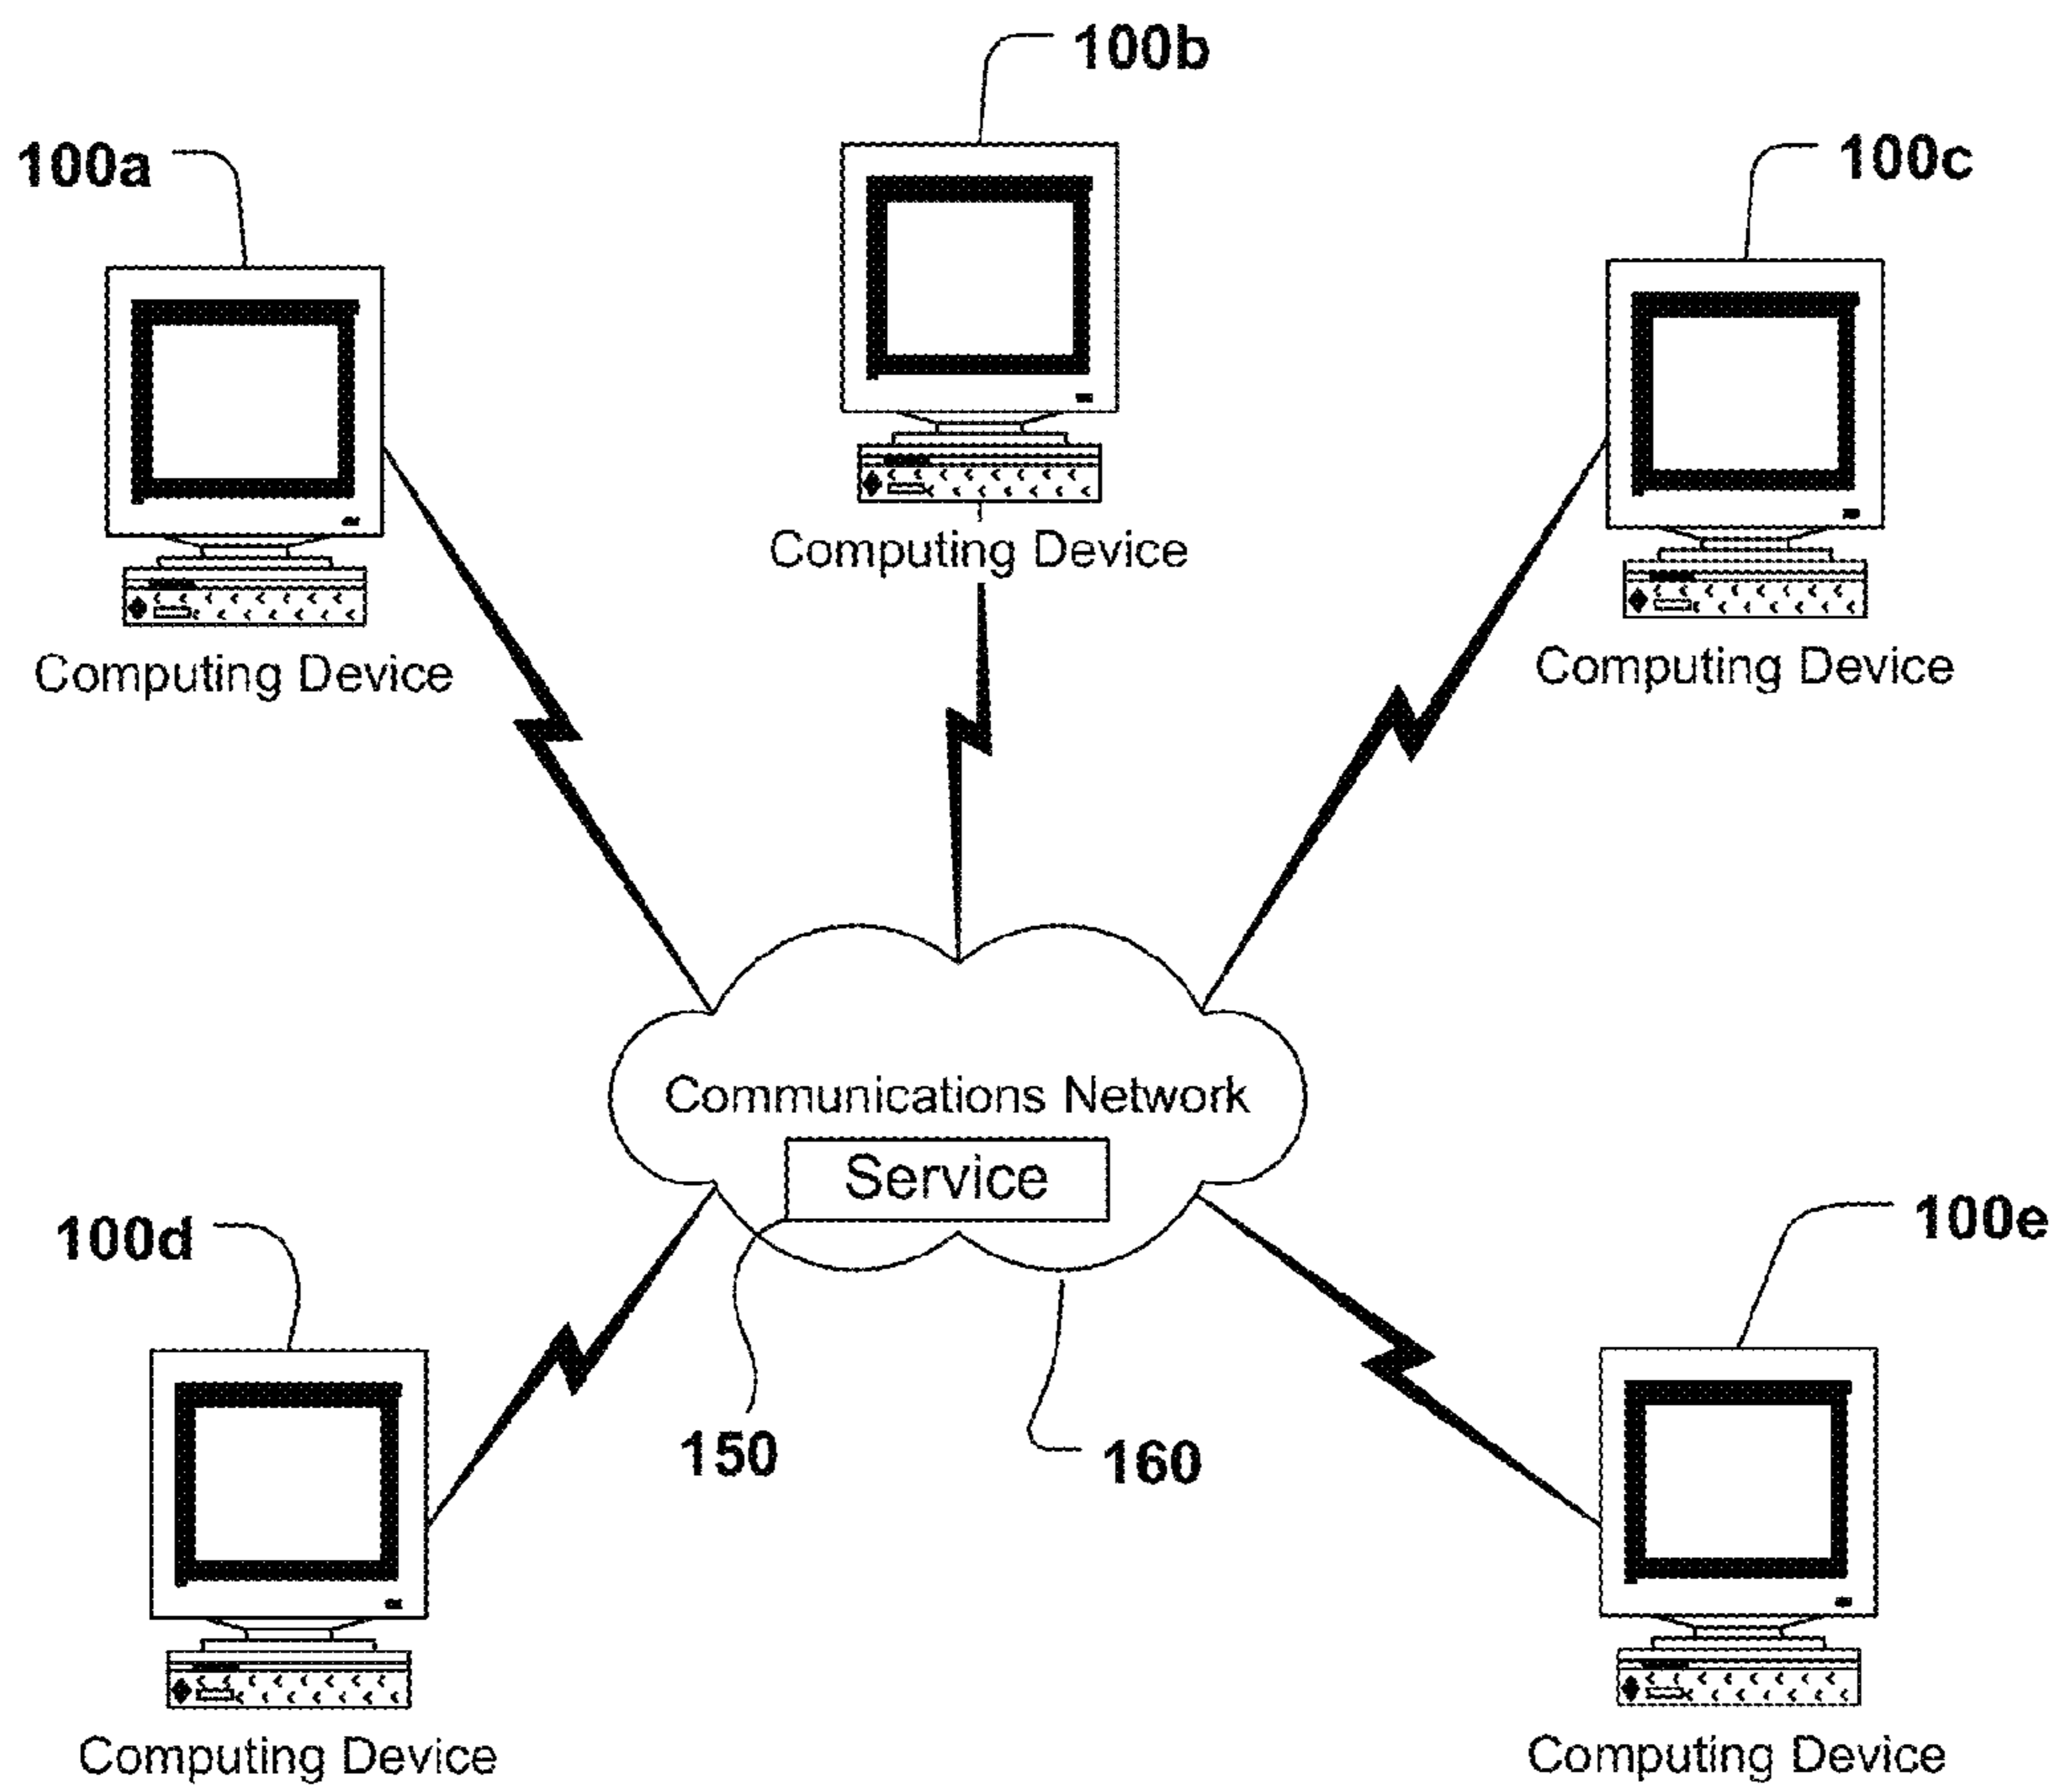 100b
100a
100c
Computing Device
Computing Device
Computing Device
Communications Network
Service
100d
100e
150
160
Computing Device
Computing Device